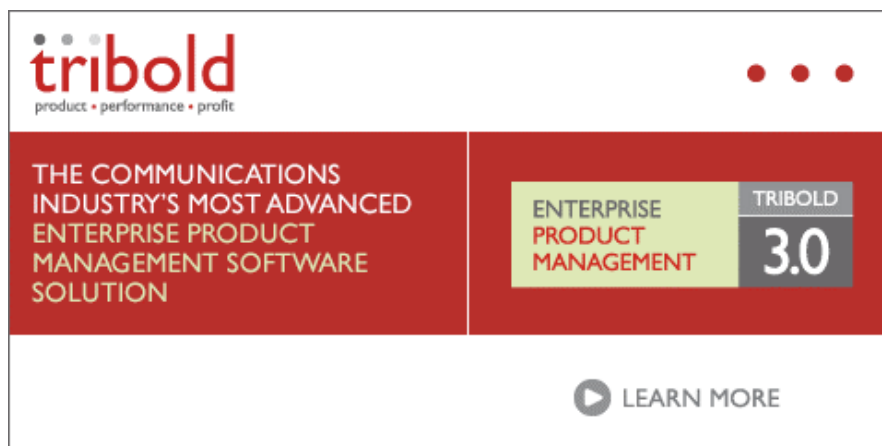 tribold
product • performance • profit
THE COMMUNICATIONS
INDUSTRY'S MOST ADVANCED
ENTERPRISE PRODUCT
MANAGEMENT SOFTWARE
SOLUTION
ENTERPRISE
PRODUCT
MANAGEMENT
TRIBOLD
3.0
LEARN MORE